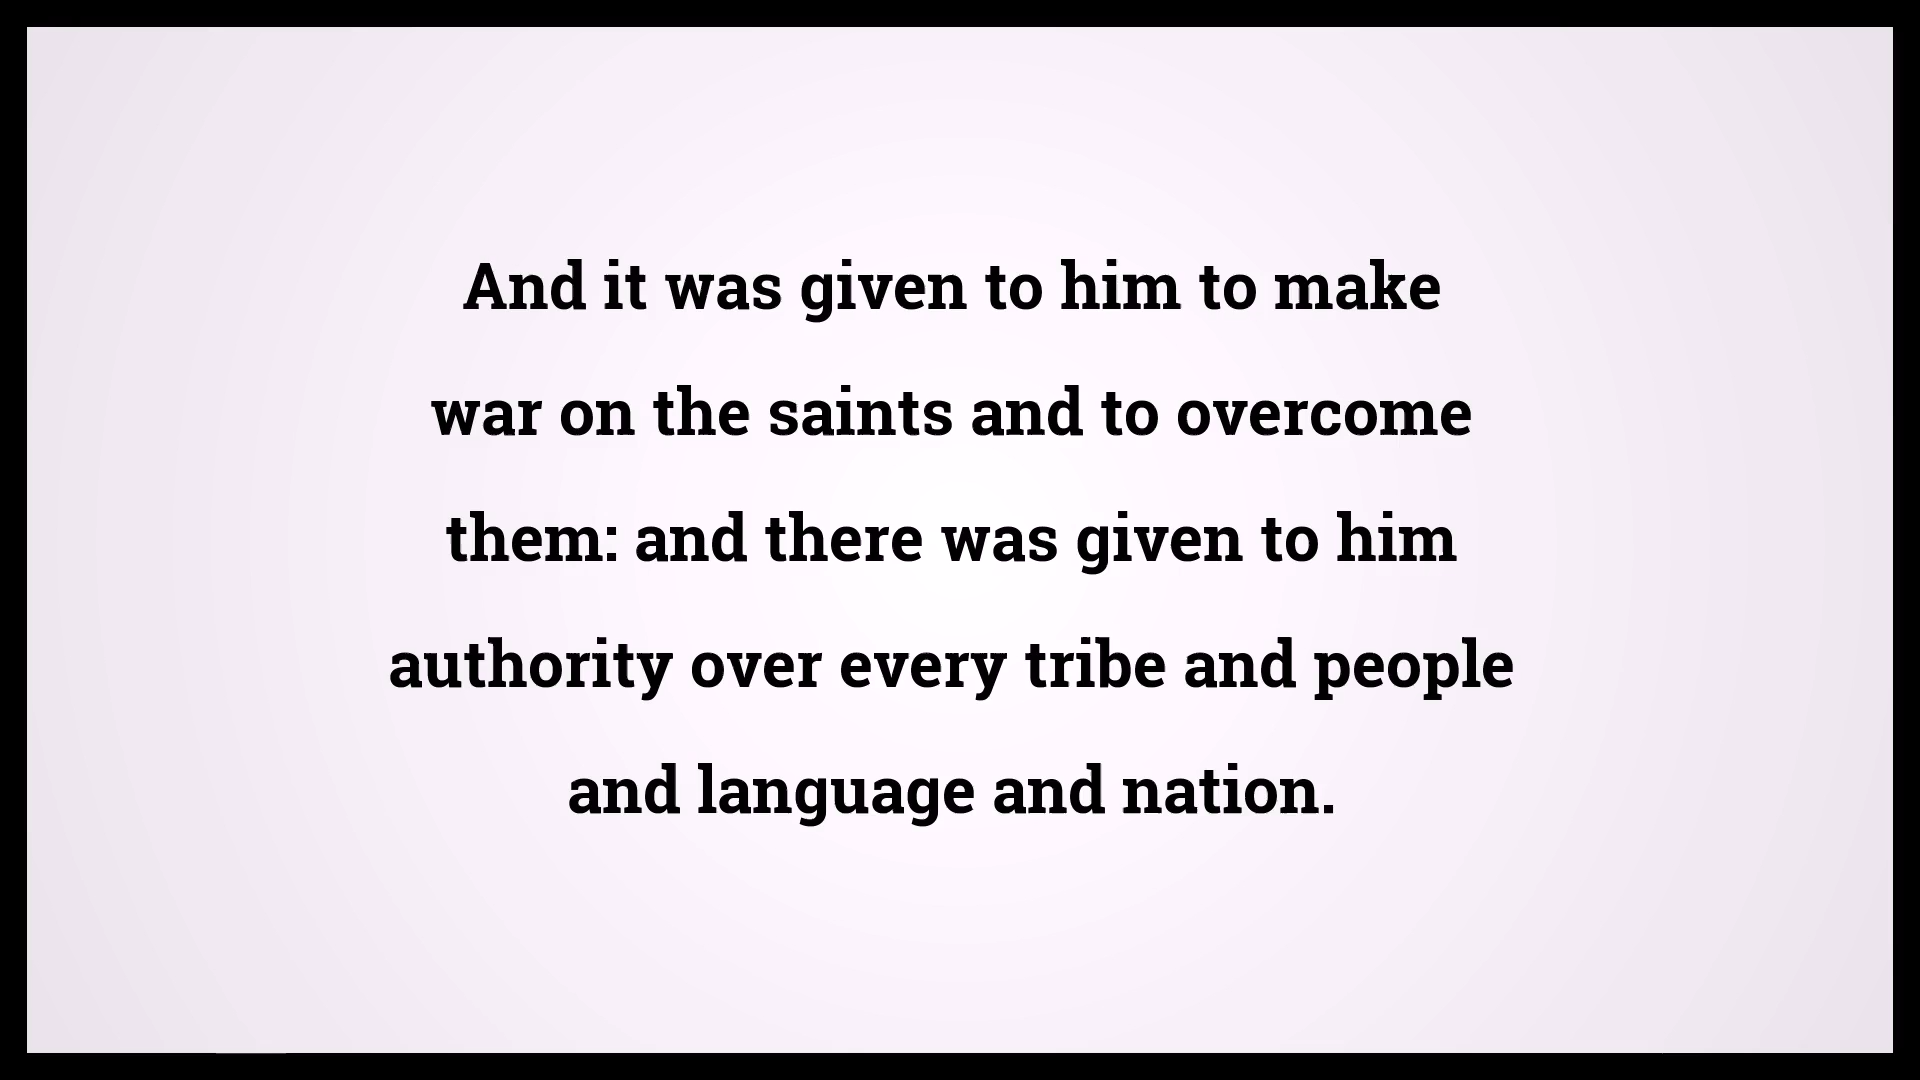 And it was given to him to make
war on the saints and to overcome
them: and there was given to him
authority over every tribe and people
and language and nation.